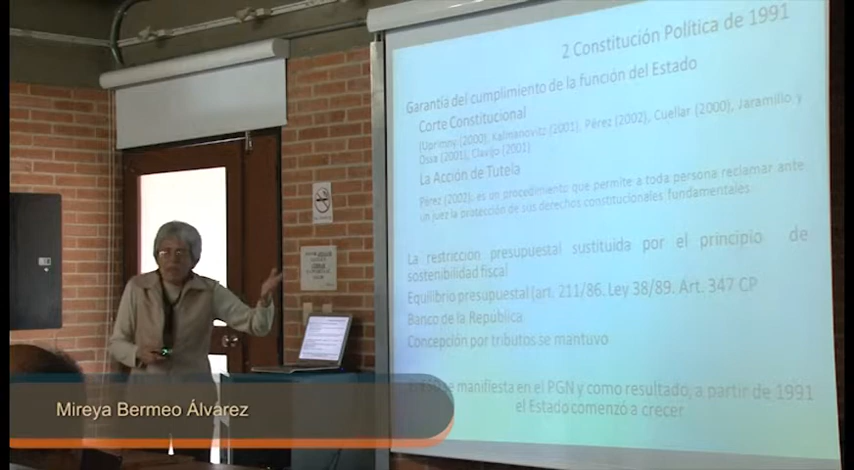 2 Constitución Política de 1991
Garantía del cumplimiento de la función del Estado
Corte Constitucional
(Uprimny (2000), Kalmanovitz (2001), Pérez (2002), Cuellar (2000), Jaramillo y
Ossa (2001), Clavijo (2001)
La Acción de Tutela
Pérez (2002): es un procedimiento que permite a toda persona reclamar ante
un juez la protección de sus derechos constitucionales fundamentales
La restricción presupuestal sustituida por el principio de
sostenibilidad fiscal
Equilibrio presupuestal (art. 211/86. Ley 38/89. Art. 347 CP
Banco de la República
Concepción por tributos se mantuvo
manifiesta en el PGN y como resultado, a partir de 1991
el Estado comenzó a crecer
Mireya Bermeo Álvarez